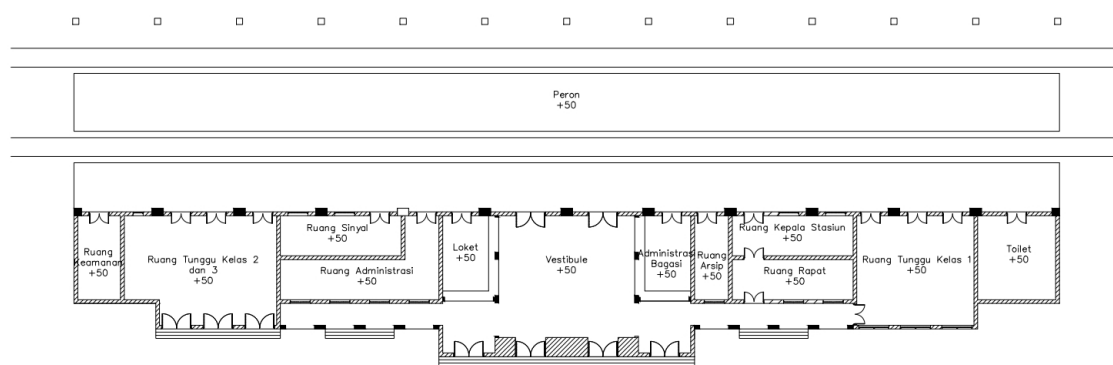 Peron
+50
Ruang
Keamanan
+50
Ruang Tunggu Kelas 2
dan 3
+50
Ruang Sinyal
+50
Ruang Administrasi
+50
Loket
+50
Vestibule
+50
Administrasi
Bagasi
+50
Ruang
Arsip
+50
Ruang Kepala Stasiun
+50
Ruang Rapat
+50
Ruang Tunggu Kelas 1
+50
Toilet
+50